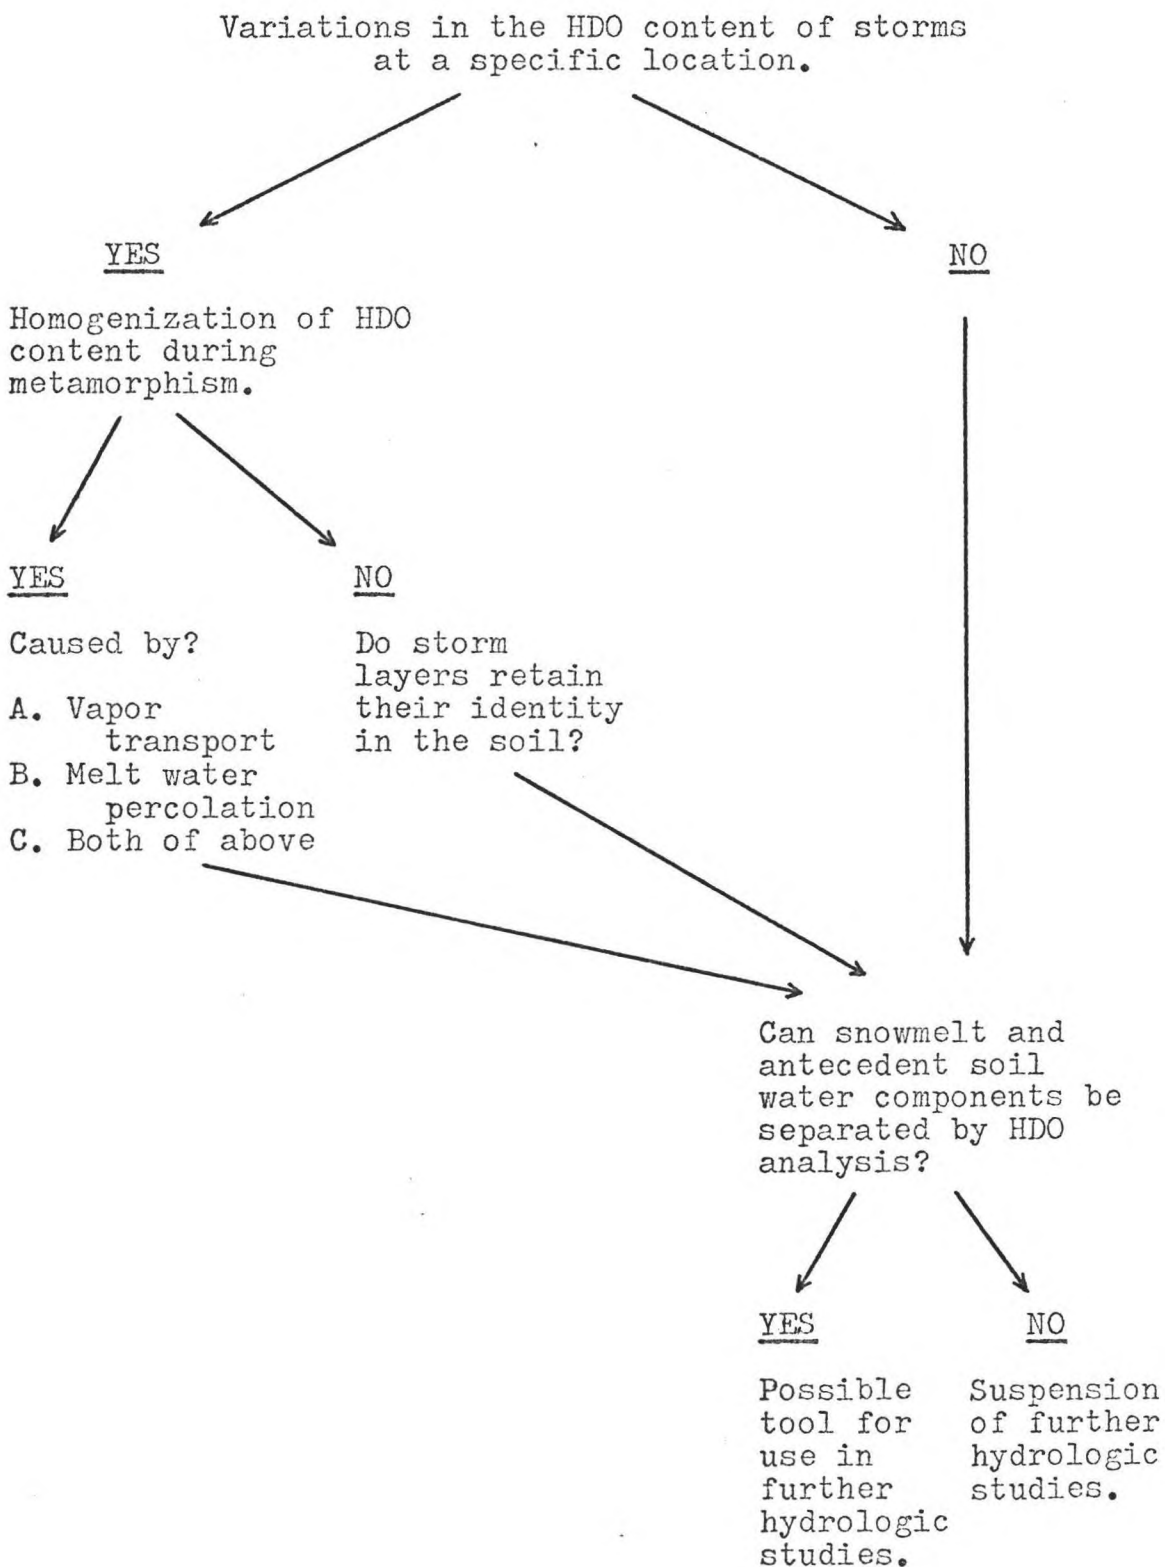 Variations in the HDO content of storms
at a specific location.
YES
NO
Homogenization of HDO
content during
metamorphism.
YES
NO
Caused by?
A. Vapor
transport
B. Melt water
percolation
C. Both of above
Do storm
layers retain
their identity
in the soil?
Can snowmelt and
antecedent soil
water components be
separated by HDO
analysis?
YES
NO
Possible
tool for
use in
further
hydrologic
studies.
Suspension
of further
hydrologic
studies.